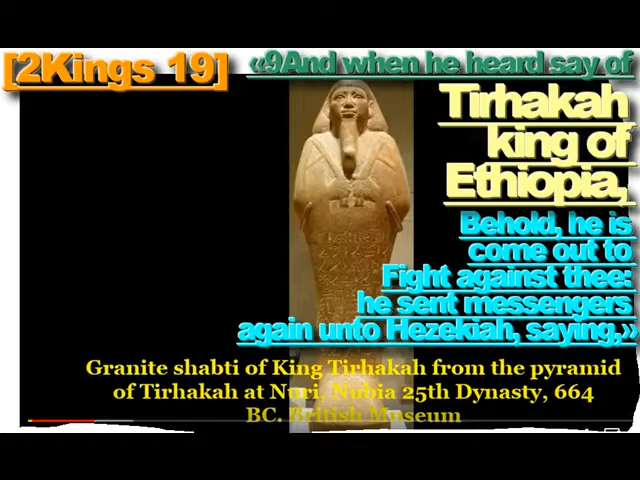 [2Kings 19] «9And when he heard say of
Tirhakah
king of
Ethiopia,
Behold, he is
come out to
Fight against thee:
he sent messengers
again unto Hezekiah, saying,»
Granite shabti of King Tirhakah from the pyramid
of Tirhakah at Nuri, Nubia 25th Dynasty, 664
BC. British Museum